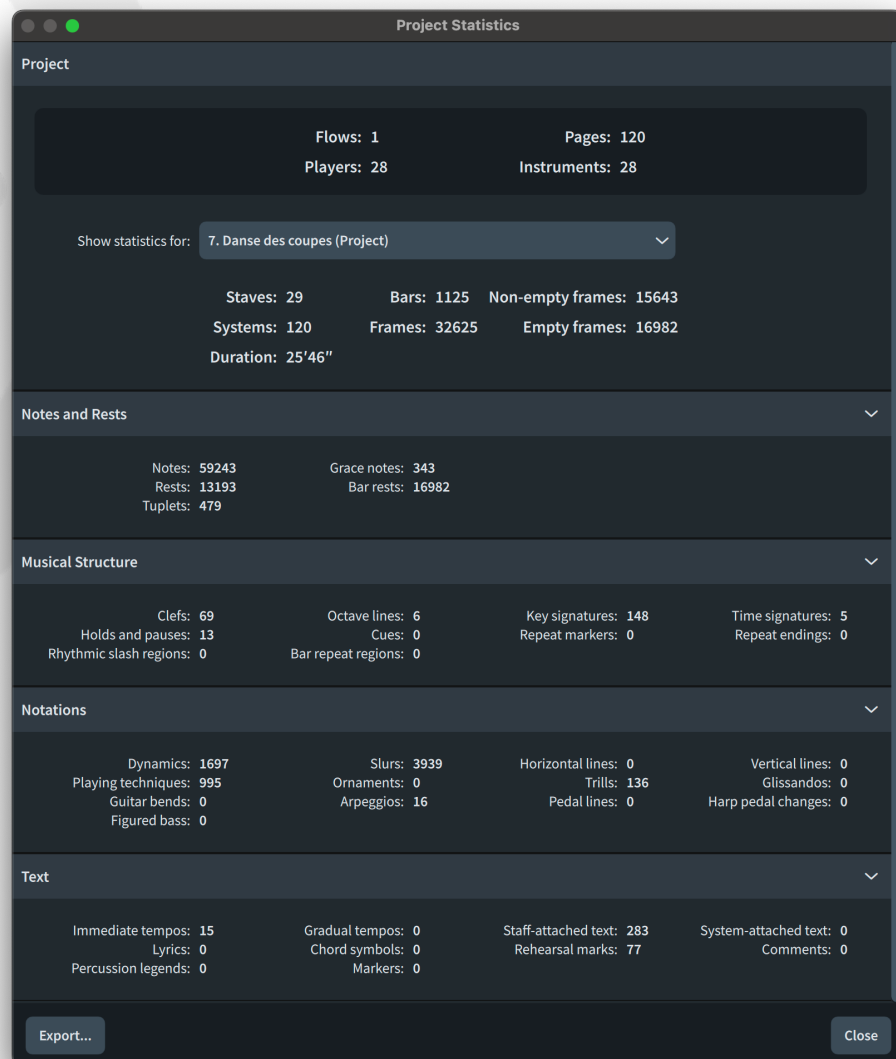 Project Statistics
Project
Flows: 1 Pages: 120
Players: 28 Instruments: 28
Show statistics for: 7. Danse des coupes (Project)
Staves: 29 Bars: 1125 Non-empty frames: 15643
Systems: 120 Frames: 32625 Empty frames: 16982
Duration: 25′46″
Notes and Rests
Notes: 59243 Grace notes: 343
Rests: 13193 Bar rests: 16982
Tuplets: 479
Musical Structure
Clefs: 69 Octave lines: 6 Key signatures: 148 Time signatures: 5
Holds and pauses: 13 Cues: 0 Repeat markers: 0 Repeat endings: 0
Rhythmic slash regions: 0 Bar repeat regions: 0
Notations
Dynamics: 1697 Slurs: 3939 Horizontal lines: 0 Vertical lines: 0
Playing techniques: 995 Ornaments: 0 Trills: 136 Glissandos: 0
Guitar bends: 0 Arpeggios: 16 Pedal lines: 0 Harp pedal changes: 0
Figured bass: 0
Text
Immediate tempos: 15 Gradual tempos: 0 Staff-attached text: 283 System-attached text: 0
Lyrics: 0 Chord symbols: 0 Rehearsal marks: 77 Comments: 0
Percussion legends: 0 Markers: 0
Export... Close